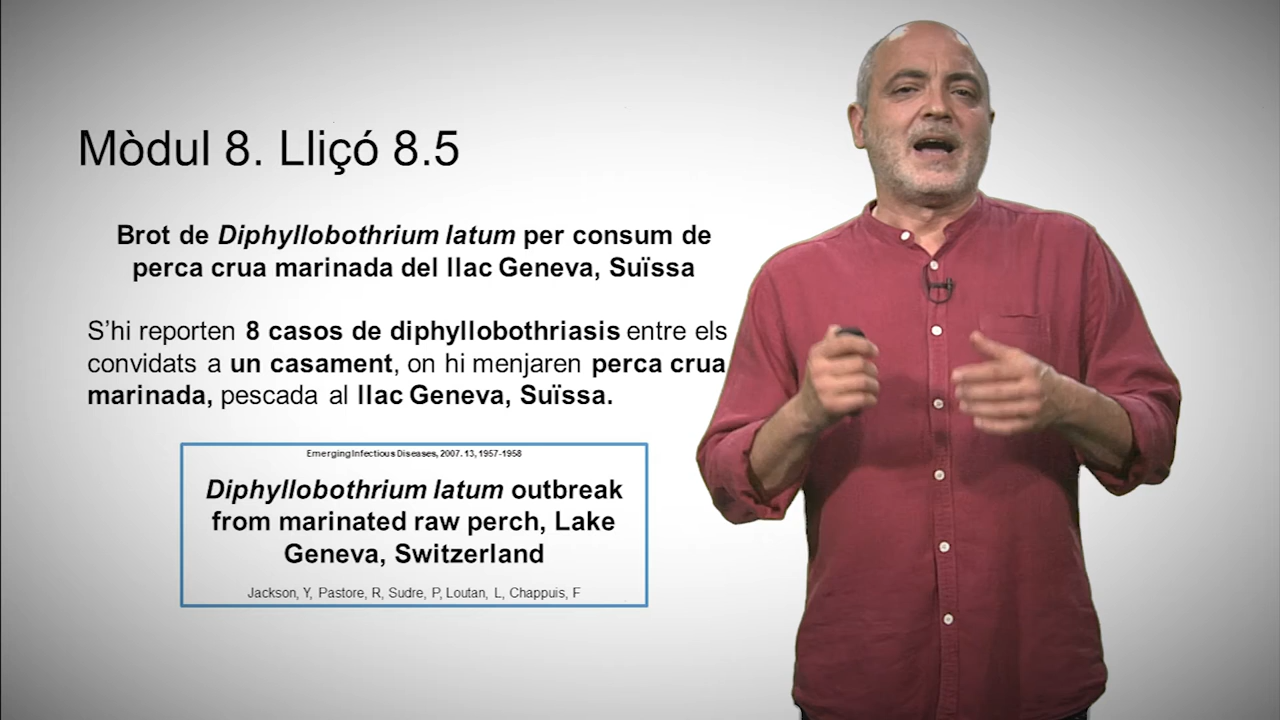 Mòdul 8. Lliçó 8.5
Brot de Diphyllobothrium latum per consum de
perca crua marinada del llac Geneva, Suïssa
S’hi reporten 8 casos de diphyllobothriasis entre els
convidats a un casament, on hi menjaren perca crua
marinada, pescada al llac Geneva, Suïssa.
Emerging Infectious Diseases, 2007. 13, 1957-1958
Diphyllobothrium latum outbreak
from marinated raw perch, Lake
Geneva, Switzerland
Jackson, Y, Pastore, R, Sudre, P, Loutan, L, Chappuis, F